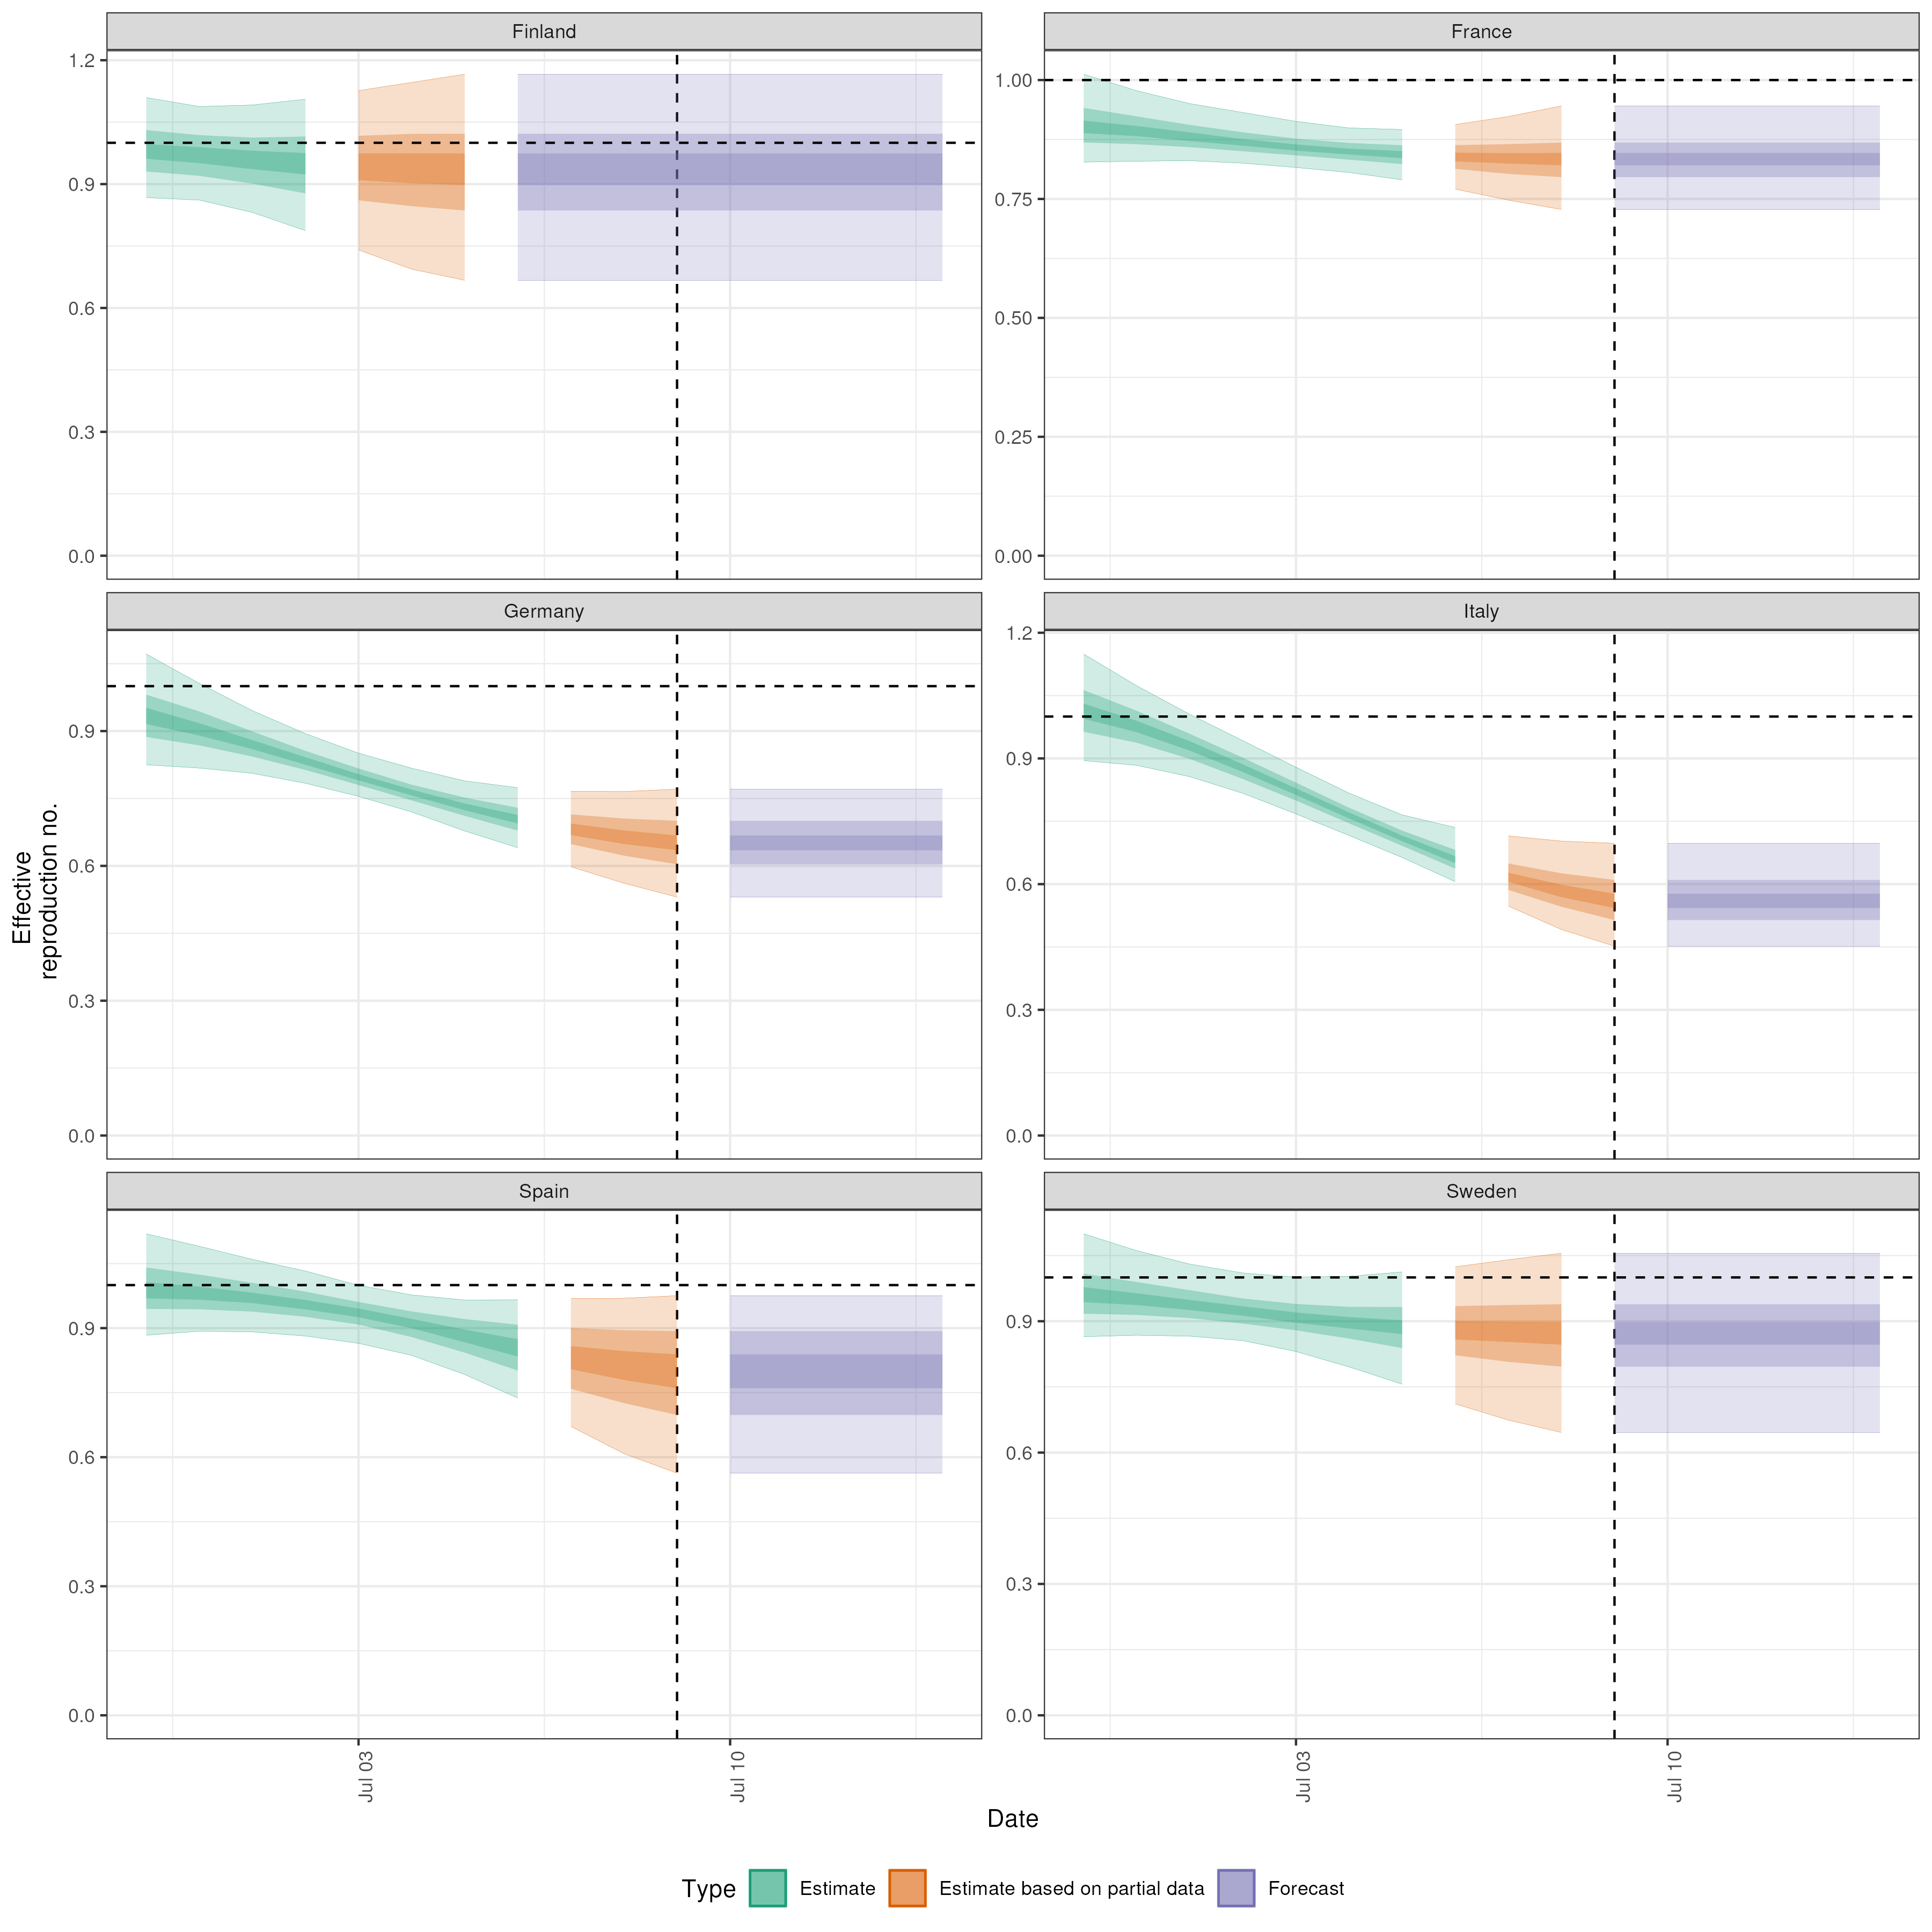 Finland
France
1.2
0.9
0.6
0.3
0.0
1.00
0.75
0.50
0.25
0.00
Germany
Italy
0.9
0.6
0.3
0.0
1.2
0.9
0.6
0.3
0.0
Effective
reproduction no.
Spain
Sweden
0.9
0.6
0.3
0.0
0.9
0.6
0.3
0.0
Jul 03
Jul 10
Jul 03
Jul 10
Date
Type Estimate Estimate based on partial data Forecast